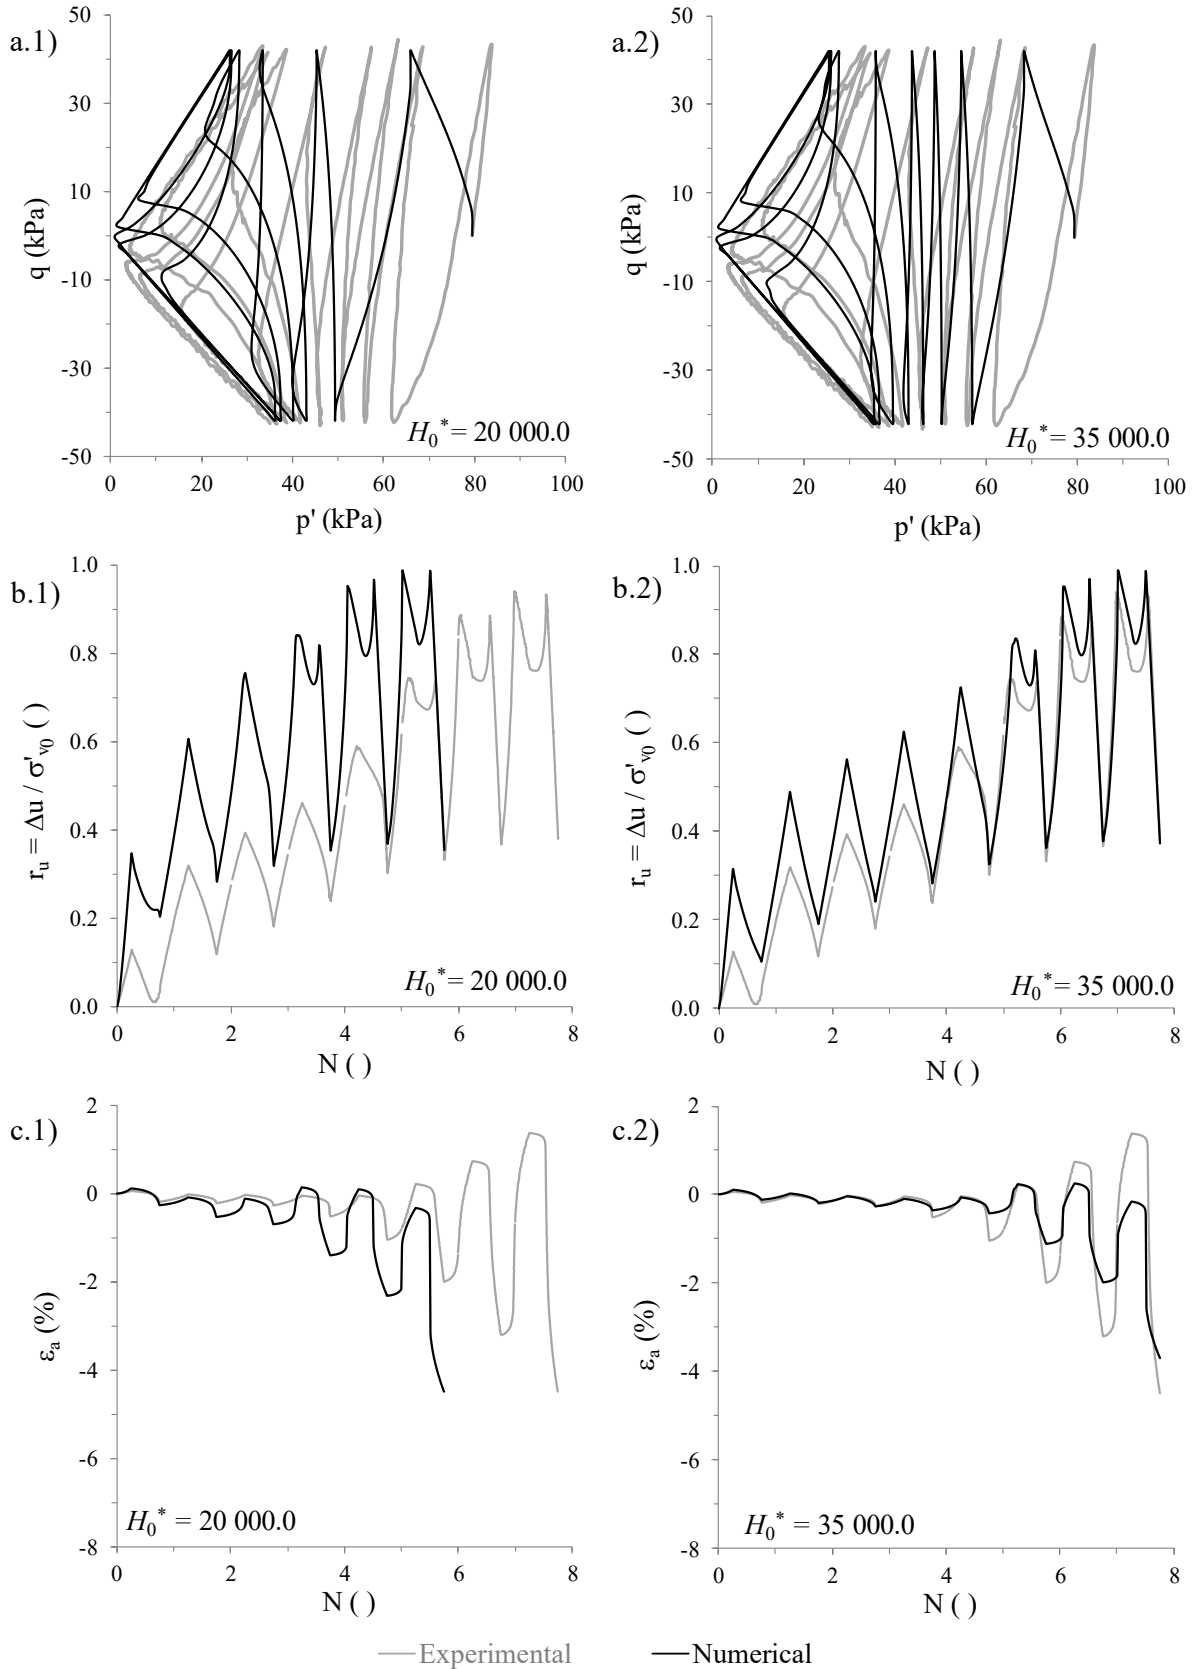 a.1)
50
30
10
-10
-30
-50
q (kPa)
0 20 40 60 80 100
p' (kPa)
H₀* = 20 000.0
a.2)
50
30
10
-10
-30
-50
q (kPa)
0 20 40 60 80 100
p' (kPa)
H₀* = 35 000.0
b.1)
1.0
0.8
0.6
0.4
0.2
0.0
rᵤ = Δu / σ'ᵥ₀ ( )
0 2 4 6 8
N ( )
H₀* = 20 000.0
b.2)
1.0
0.8
0.6
0.4
0.2
0.0
rᵤ = Δu / σ'ᵥ₀ ( )
0 2 4 6 8
N ( )
H₀* = 35 000.0
c.1)
2
0
-2
-4
-6
-8
εₐ (%)
0 2 4 6 8
N ( )
H₀* = 20 000.0
c.2)
2
0
-2
-4
-6
-8
εₐ (%)
0 2 4 6 8
N ( )
H₀* = 35 000.0
Experimental Numerical